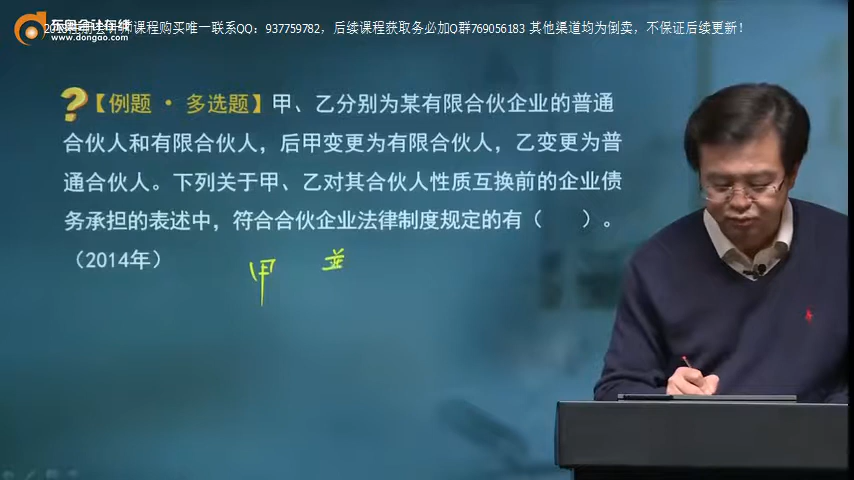 东奥会计在线
www.dongao.com
课程购买唯一联系QQ：937759782，后续课程获取务必加Q群769056183 其他渠道均为倒卖，不保证后续更新！
【例题 · 多选题】甲、乙分别为某有限合伙企业的普通
合伙人和有限合伙人，后甲变更为有限合伙人，乙变更为普
通合伙人。下列关于甲、乙对其合伙人性质互换前的企业债
务承担的表述中，符合合伙企业法律制度规定的有（ ）。
（2014年）
甲 普